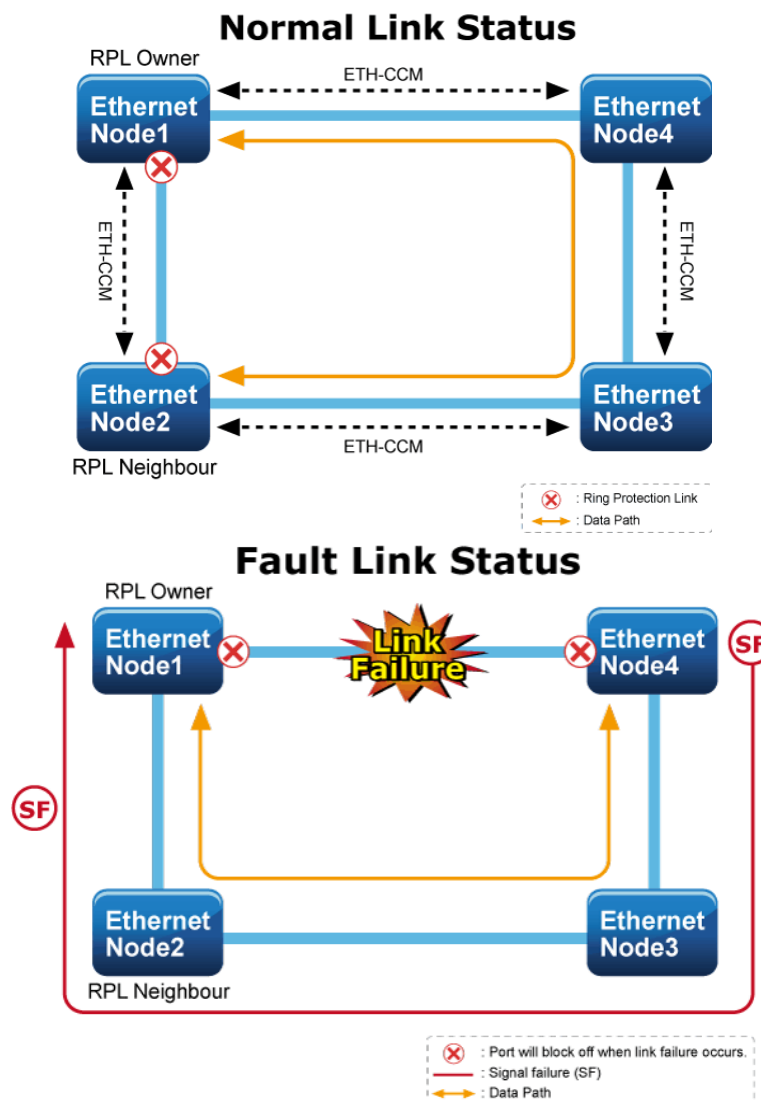 Normal Link Status
RPL Owner
ETH-CCM
Ethernet
Node1
Ethernet
Node4
ETH-CCM
ETH-CCM
Ethernet
Node2
Ethernet
Node3
ETH-CCM
RPL Neighbour
: Ring Protection Link
: Data Path
Fault Link Status
RPL Owner
Ethernet
Node1
Link
Failure
Ethernet
Node4
SF
SF
Ethernet
Node2
Ethernet
Node3
RPL Neighbour
: Port will block off when link failure occurs.
: Signal failure (SF)
: Data Path